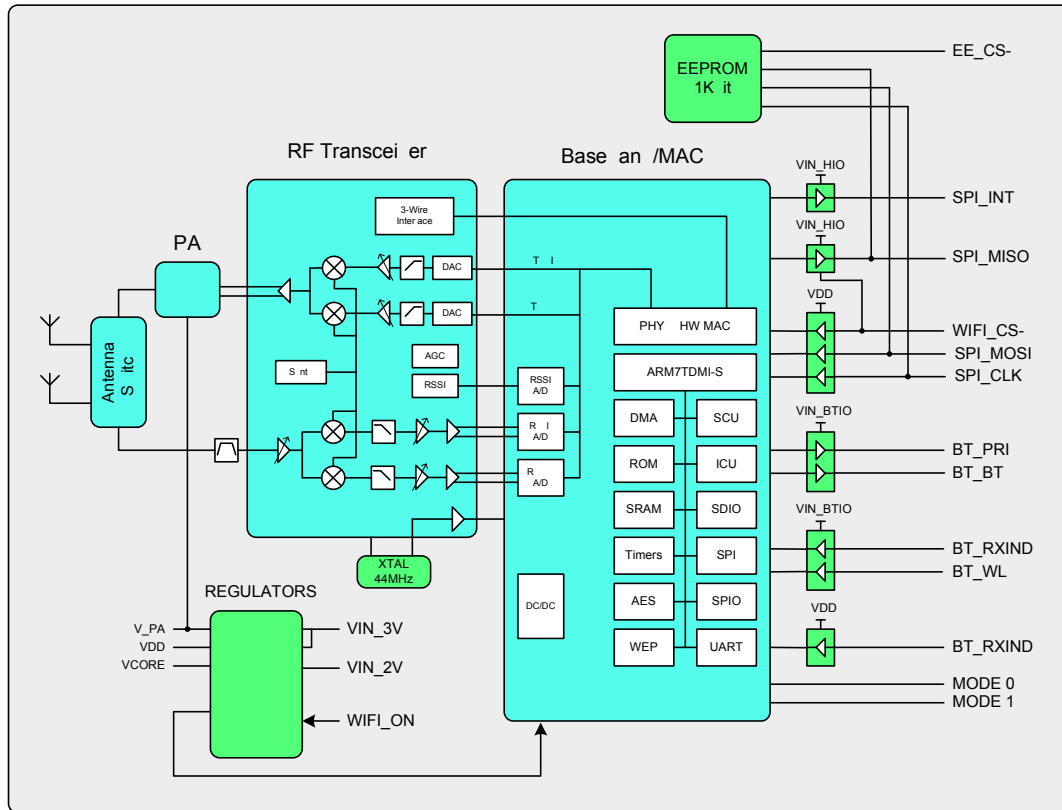 EE_CS-
EEPROM
1K it
RF Transcei er
Base an /MAC
VIN_HIO
SPI_INT
3-Wire
Inter ace
VIN_HIO
SPI_MISO
PA
DAC
T I
VDD
DAC
T
PHY HW MAC
WIFI_CS-
SPI_MOSI
SPI_CLK
Antenna
S itc
AGC
S nt
RSSI
RSSI
A/D
ARM7TDMI-S
DMA
SCU
VIN_BTIO
R I
A/D
BT_PRI
BT_BT
ROM
ICU
R
A/D
SRAM
SDIO
VIN_BTIO
Timers
SPI
BT_RXIND
BT_WL
XTAL
44MHz
REGULATORS
DC/DC
AES
SPIO
VDD
V_PA
VIN_3V
VDD
WEP
UART
BT_RXIND
VCORE
VIN_2V
MODE 0
MODE 1
WIFI_ON